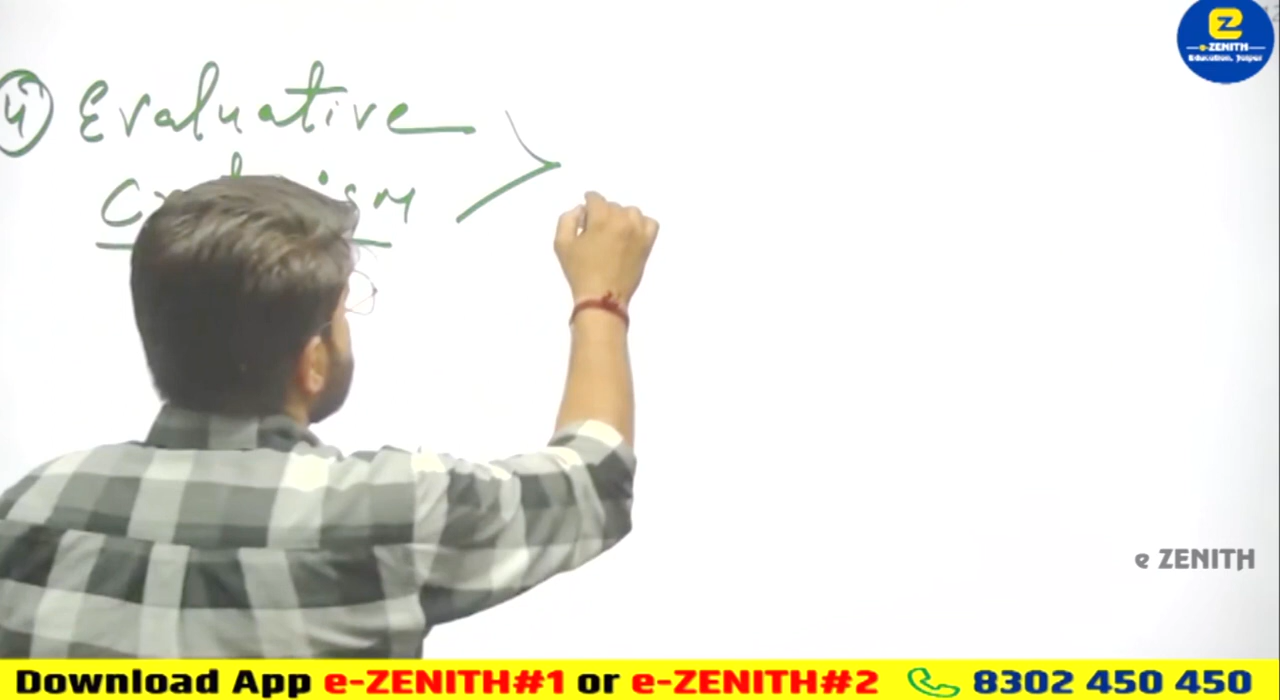 4 Evaluative
e-ZENITH
Education, Jaipur
e ZENITH
Download App e-ZENITH#1 or e-ZENITH#2 8302 450 450